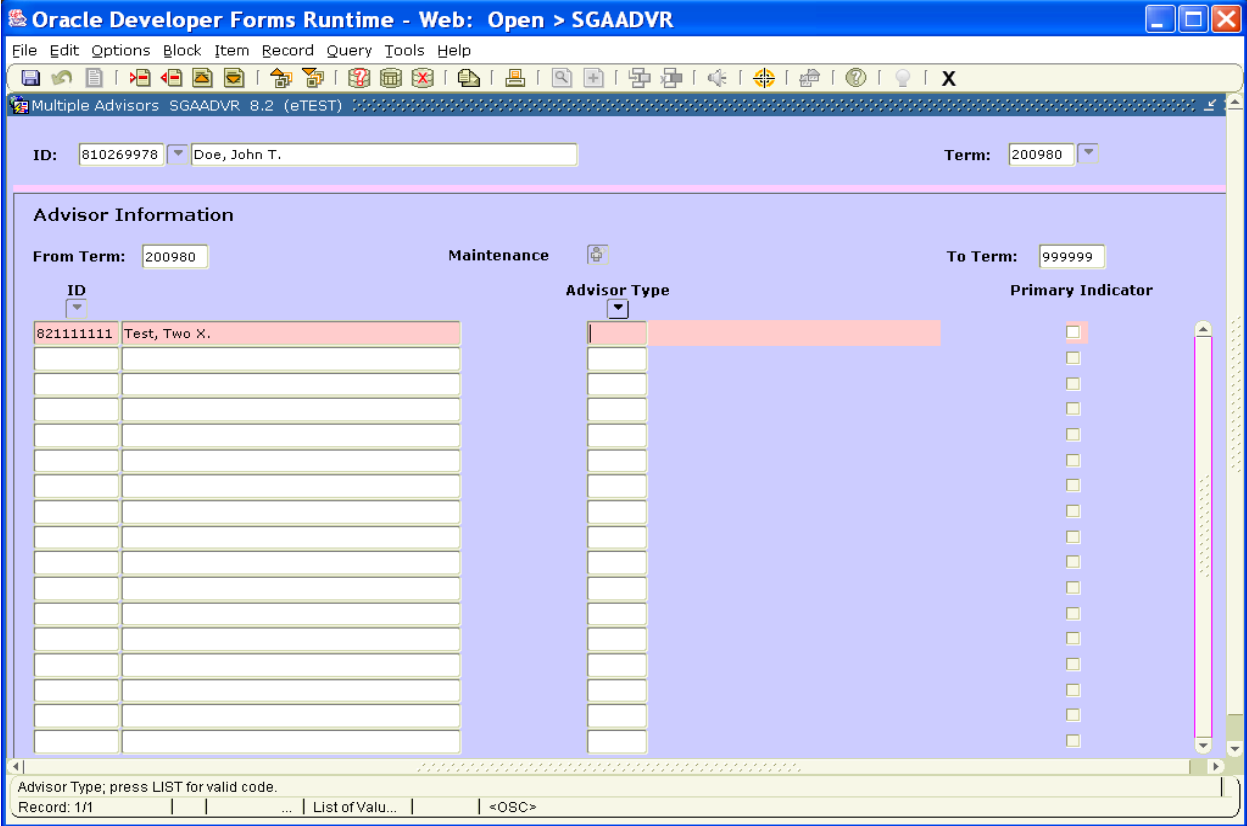 Oracle Developer Forms Runtime - Web: Open > SGAADVR
File Edit Options Block Item Record Query Tools Help
X
Multiple Advisors SGAADVR 8.2 (eTEST)
ID: 810269978 Doe, John T. Term: 200980
Advisor Information
From Term: 200980 Maintenance To Term: 999999
ID Advisor Type Primary Indicator
821111111 Test, Two X.
Advisor Type; press LIST for valid code.
Record: 1/1 ... List of Valu... <OSC>